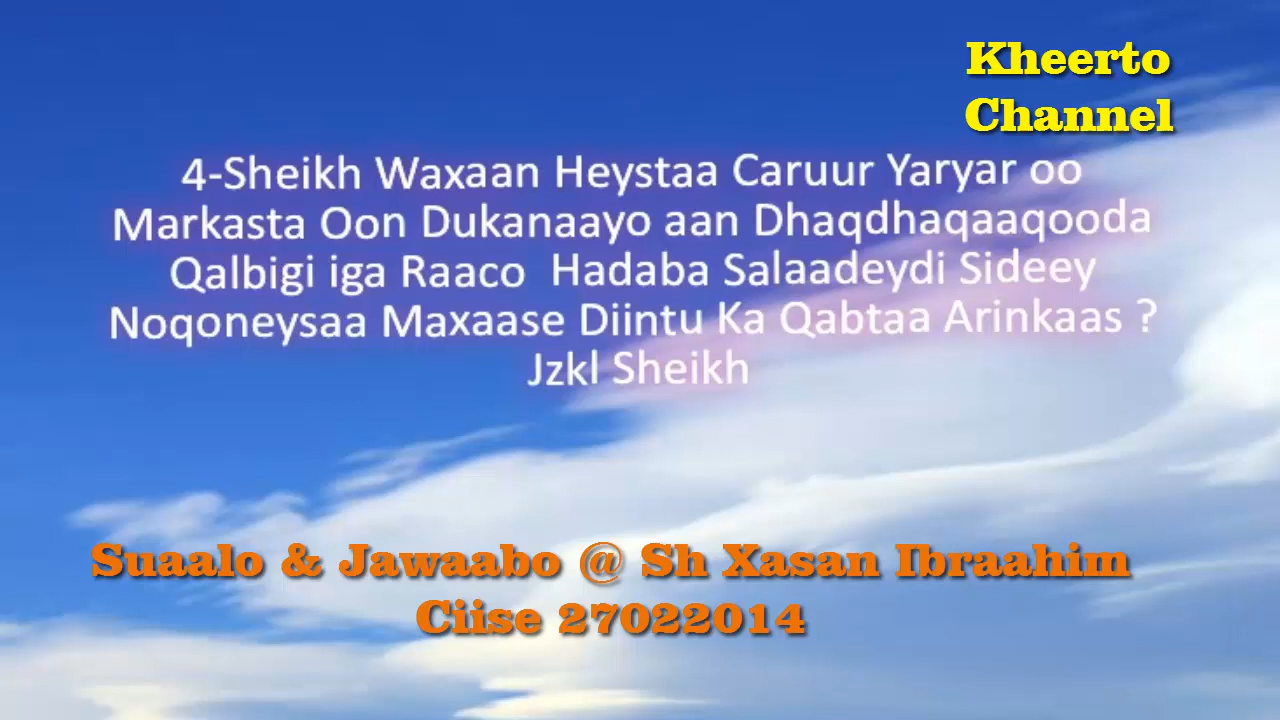 Kheerto
Channel
4-Sheikh Waxaan Heystaa Caruur Yaryar oo
Markasta Oon Dukanaayo aan Dhaqdhaqaaqooda
Qalbigi iga Raaco Hadaba Salaadeydi Sideey
Noqoneysaa Maxaase Diintu Ka Qabtaa Arinkaas ?
Jzkl Sheikh
Suaalo & Jawaabo @ Sh Xasan Ibraahim
Ciise 27022014